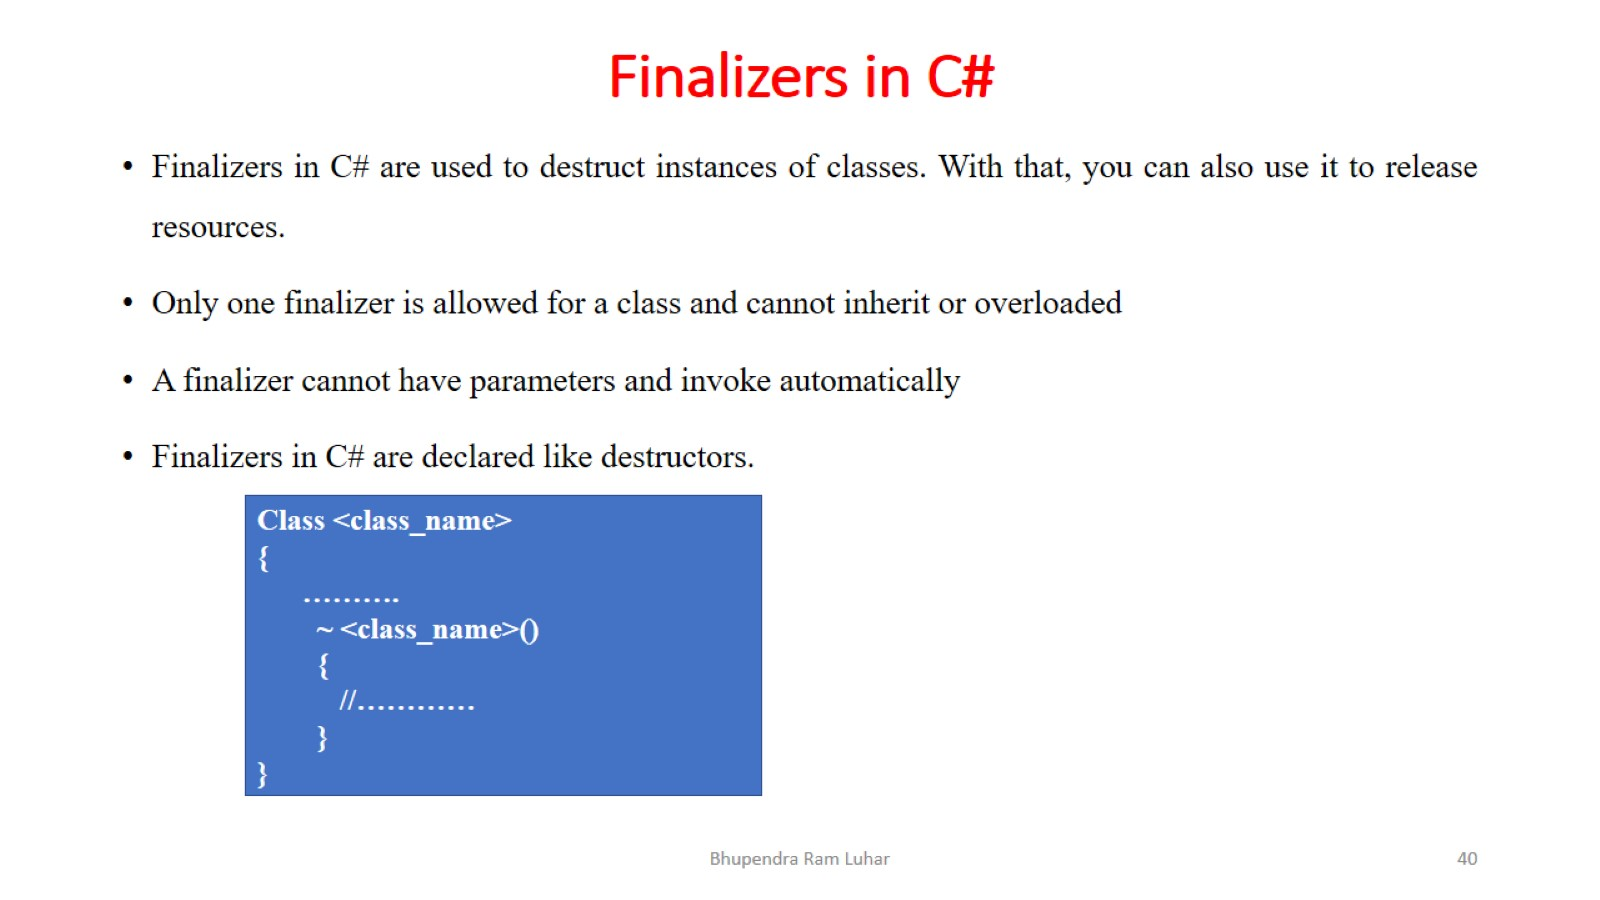 Finalizers in C#
• Finalizers in C# are used to destruct instances of classes. With that, you can also use it to release
resources.
• Only one finalizer is allowed for a class and cannot inherit or overloaded
• A finalizer cannot have parameters and invoke automatically
• Finalizers in C# are declared like destructors.
Class <class_name>
{
……….
~ <class_name>()
{
//…………
}
}
Bhupendra Ram Luhar
40